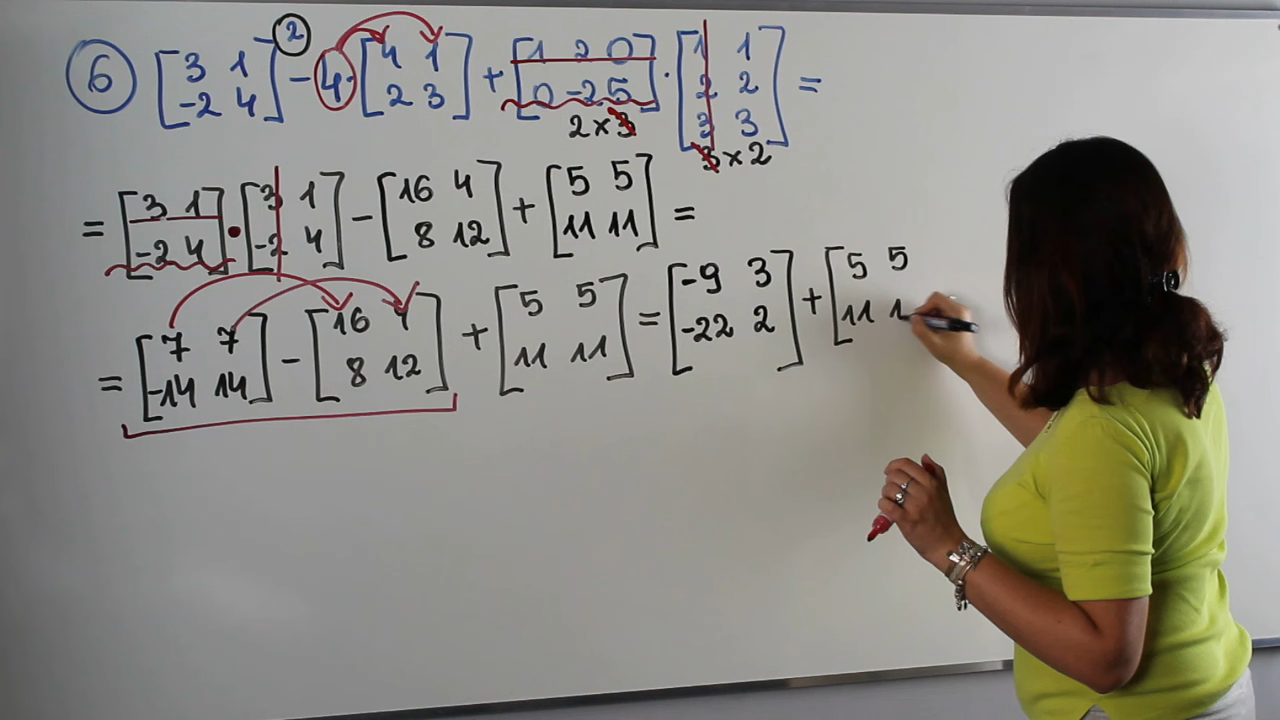 ⑥ [3 1; -2 4]² - 4·[4 1; 2 3] + [1 2 0; 0 -2 5] · [1 1; 2 2; 3 3] =
2×3 3×2
= [3 1; -2 4] · [3 1; -2 4] - [16 4; 8 12] + [5 5; 11 11] =
= [7 7; -14 14] - [16 4; 8 12] + [5 5; 11 11] = [-9 3; -22 2] + [5 5; 11 1